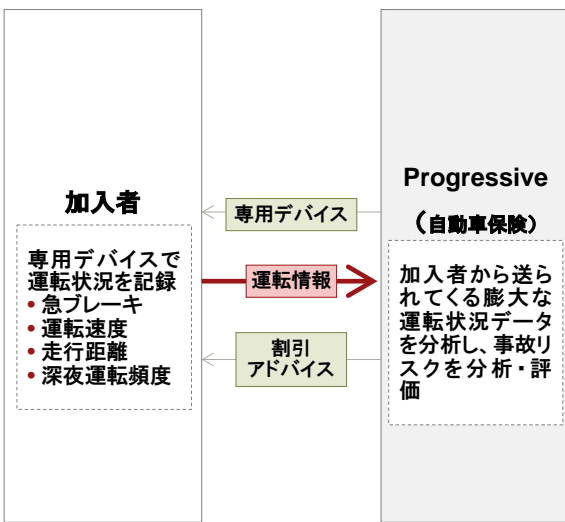 加入者
専用デバイスで
運転状況を記録
• 急ブレーキ
• 運転速度
• 走行距離
• 深夜運転頻度
専用デバイス
運転情報
割引
アドバイス
Progressive
（自動車保険）
加入者から送ら
れてくる膨大な
運転状況データ
を分析し、事故リ
スクを分析・評
価